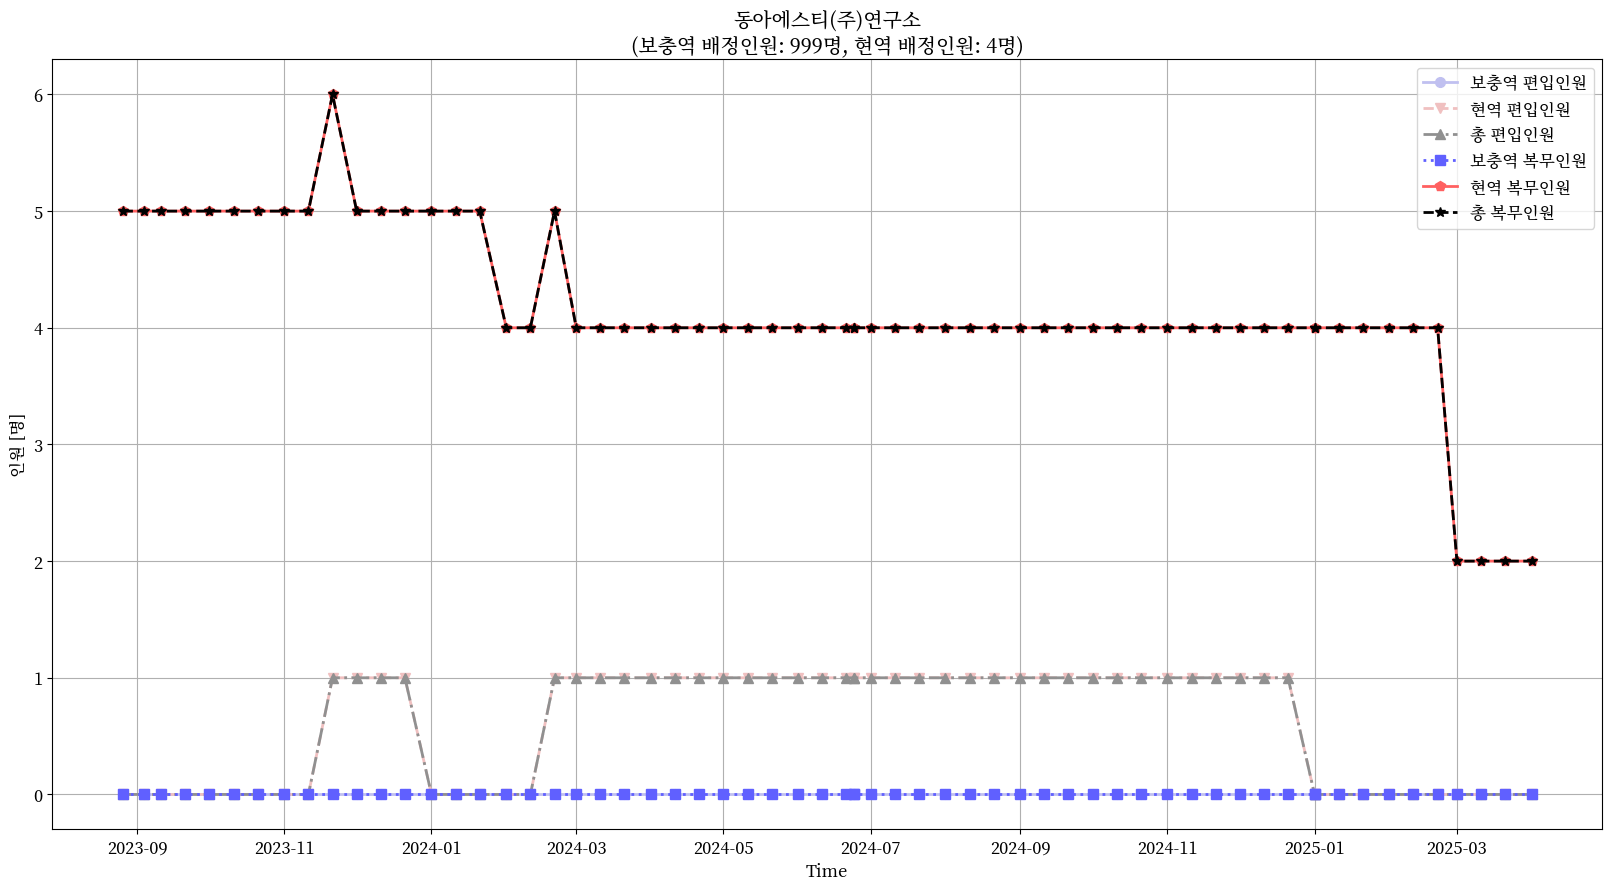 동아에스티(주)연구소
(보충역 배정인원: 999명, 현역 배정인원: 4명)
보충역 편입인원
현역 편입인원
총 편입인원
보충역 복무인원
현역 복무인원
총 복무인원
6
5
4
3
2
1
0
인원 [명]
2023-09
2023-11
2024-01
2024-03
2024-05
2024-07
2024-09
2024-11
2025-01
2025-03
Time